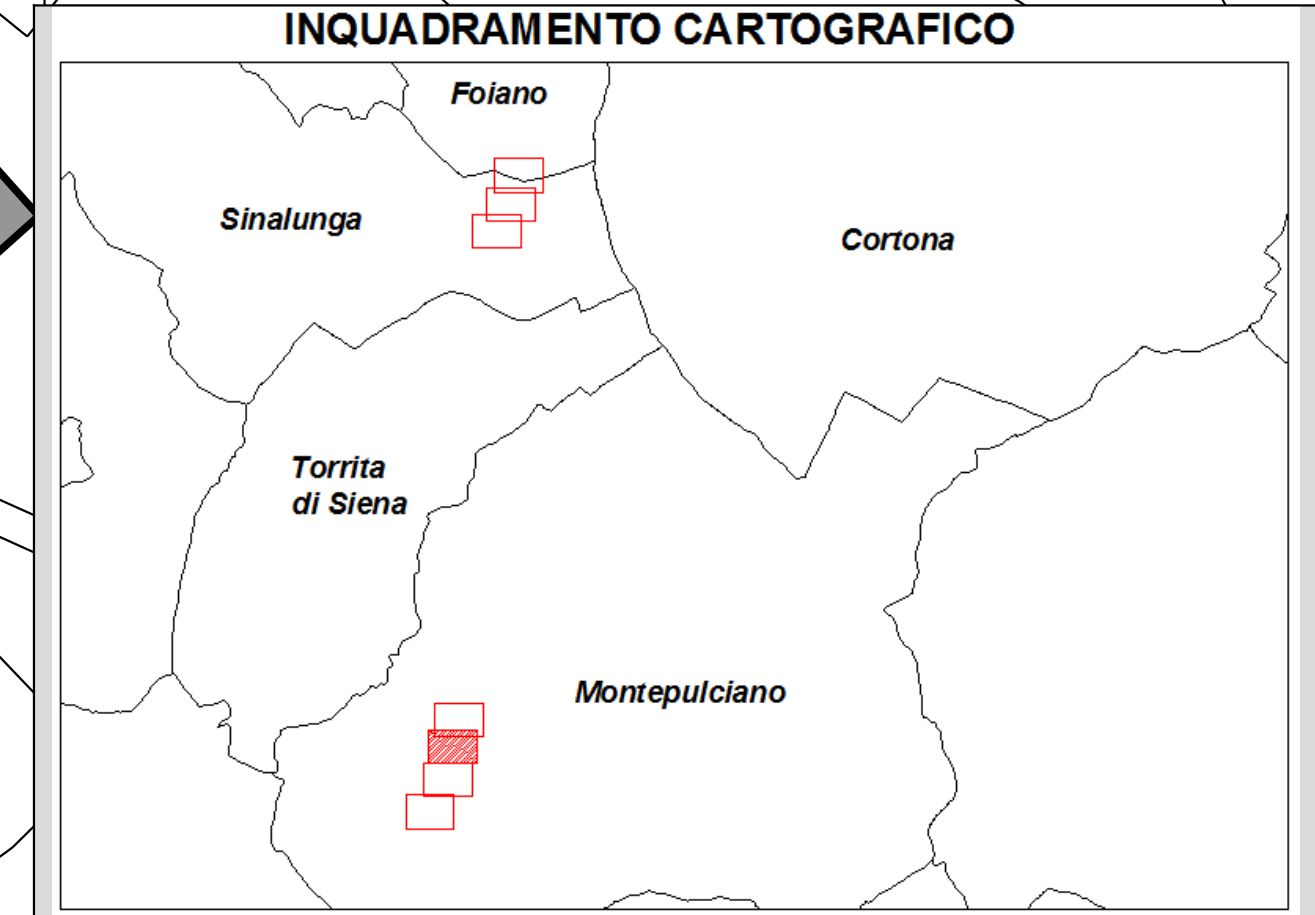 INQUADRAMENTO CARTOGRAFICO
Foiano
Sinalunga
Cortona
Torrita
di Siena
Montepulciano